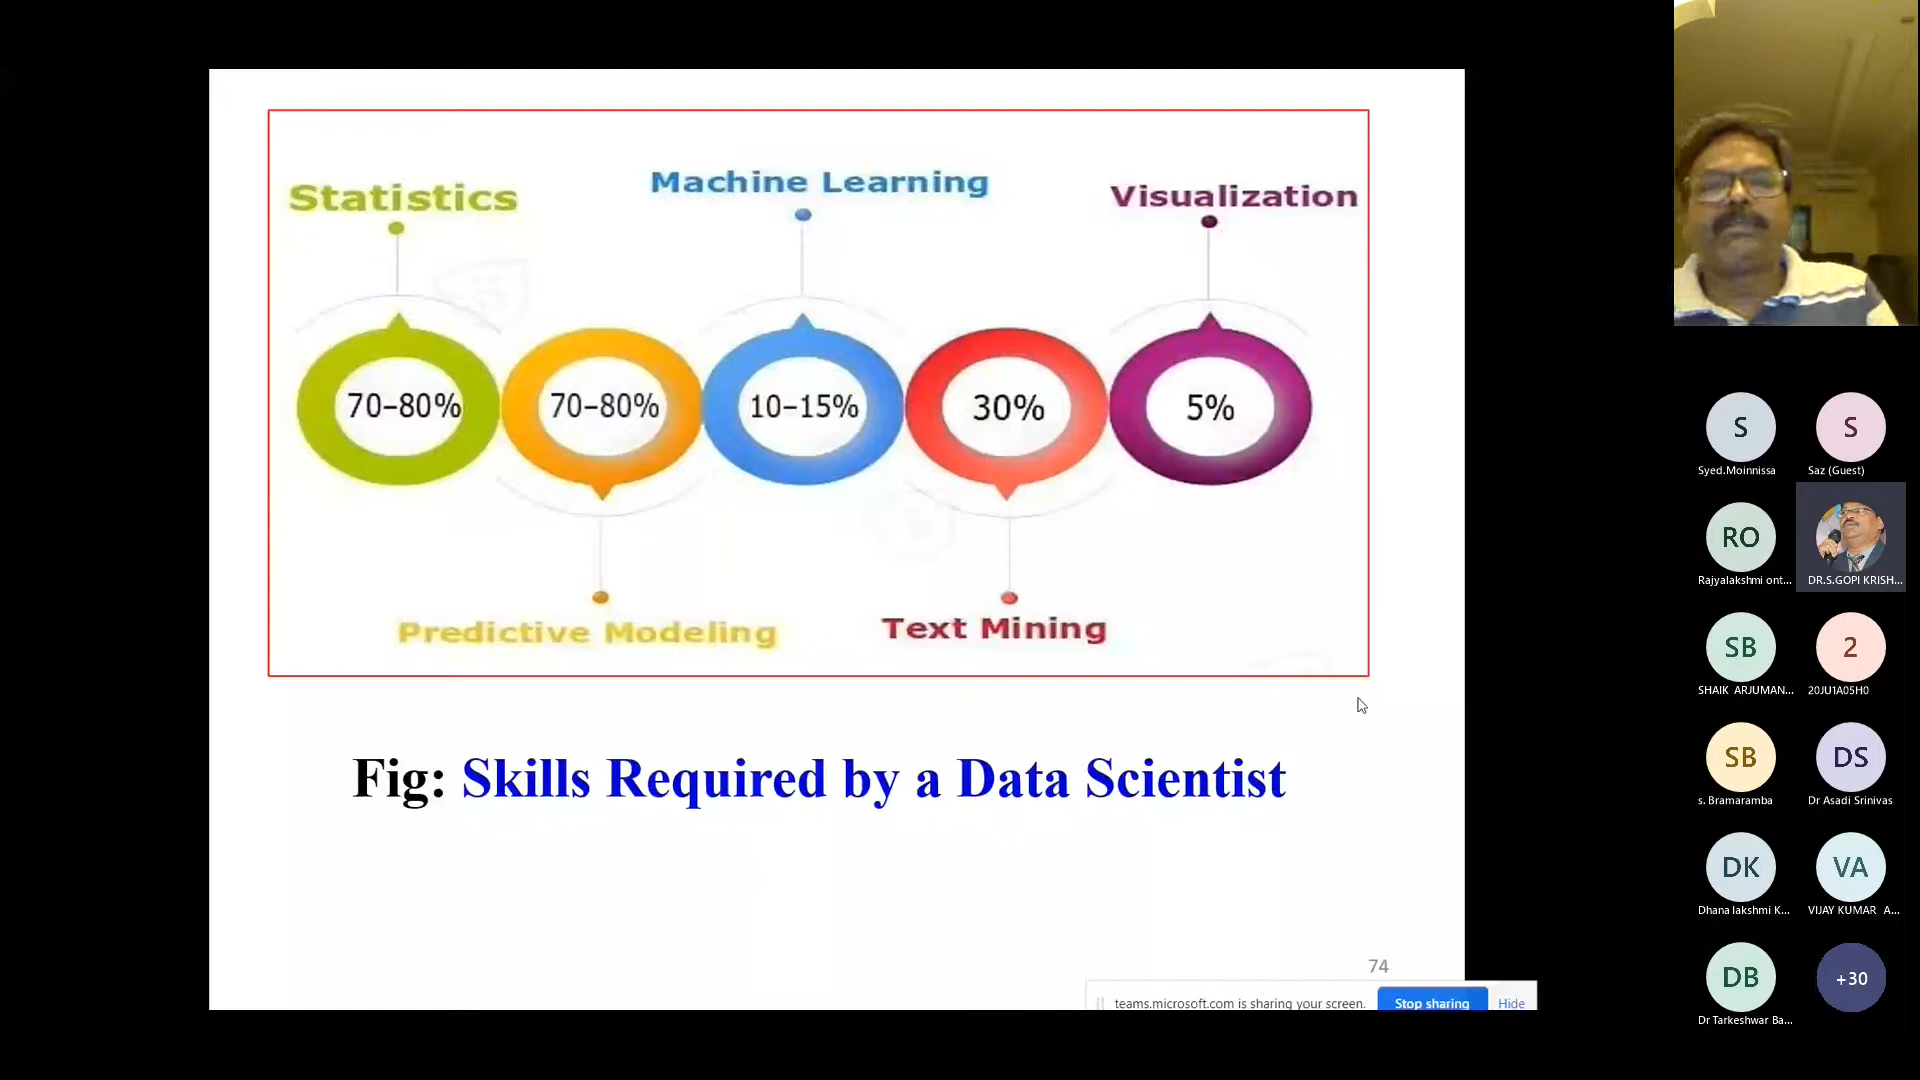 Statistics
Machine Learning
Visualization
70–80%
70–80%
10–15%
30%
5%
Predictive Modeling
Text Mining
Fig: Skills Required by a Data Scientist
74
teams.microsoft.com is sharing your screen.
Stop sharing
Hide
S
Syed.Moinnissa
S
Saz (Guest)
RO
Rajyalakshmi ont...
DR.S.GOPI KRISH...
SB
SHAIK ARJUMAN...
2
20JU1A05H0
SB
s. Bramaramba
DS
Dr Asadi Srinivas
DK
Dhana lakshmi K...
VA
VIJAY KUMAR A...
DB
Dr Tarkeshwar Ba...
+30